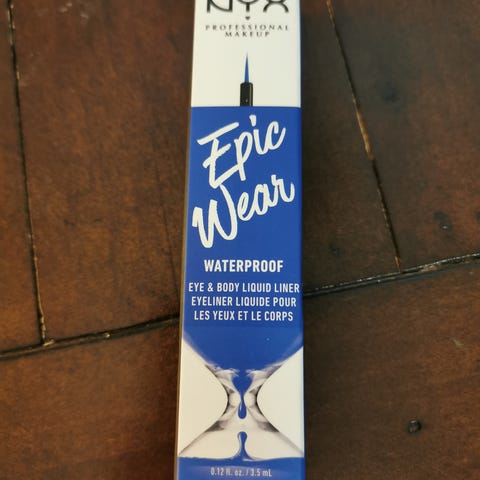 NYX
PROFESSIONAL
MAKEUP
Epic
Wear
WATERPROOF
EYE & BODY LIQUID LINER
EYELINER LIQUIDE POUR
LES YEUX ET LE CORPS
0.12 fl. oz. / 3.5 mL